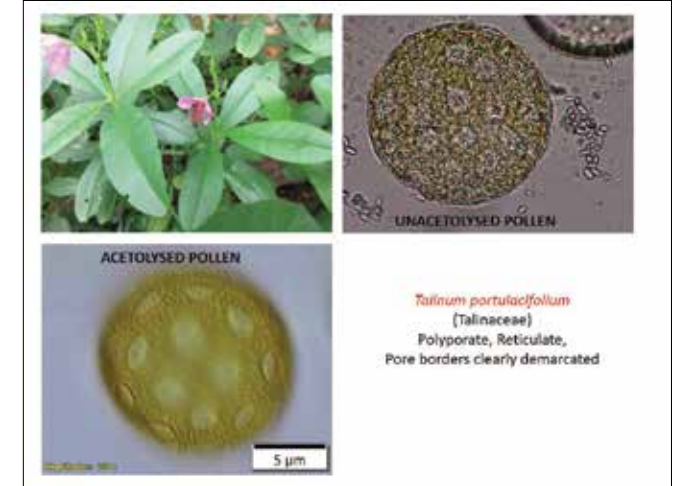 UNACETOLYSED POLLEN
ACETOLYSED POLLEN
Talinum portulacifolium
(Talinaceae)
Polyporate, Reticulate,
Pore borders clearly demarcated
5 µm